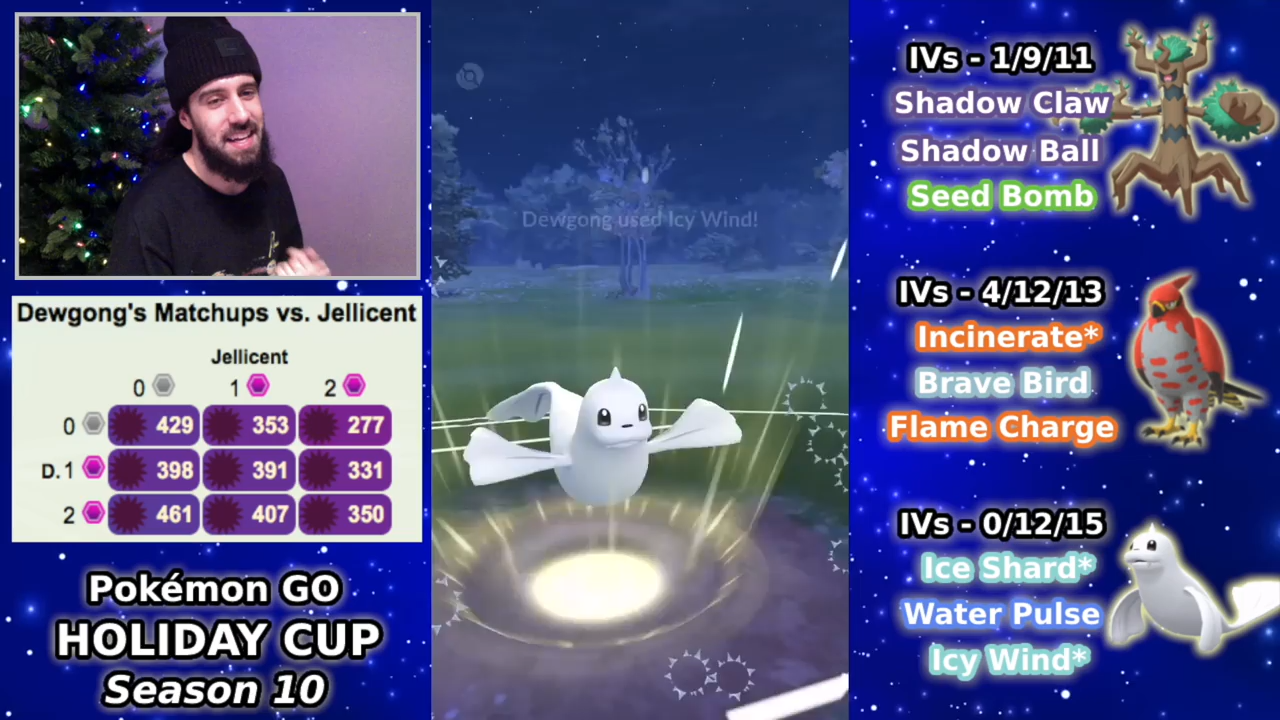 Dewgong's Matchups vs. Jellicent
Jellicent
0 1 2
0 429 353 277
D. 1 398 391 331
2 461 407 350
Pokémon GO
HOLIDAY CUP
Season 10
Dewgong used Icy Wind!
IVs - 1/9/11
Shadow Claw
Shadow Ball
Seed Bomb
IVs - 4/12/13
Incinerate*
Brave Bird
Flame Charge
IVs - 0/12/15
Ice Shard*
Water Pulse
Icy Wind*